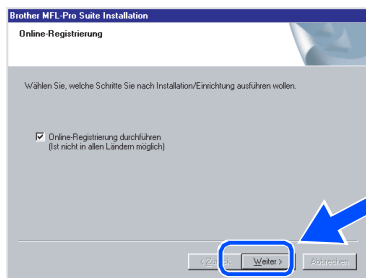 Brother MFL-Pro Suite Installation
Online-Registrierung
Wählen Sie, welche Schritte Sie nach Installation/Einrichtung ausführen wollen.
Online-Registrierung durchführen
(Ist nicht in allen Ländern möglich)
< Zurück Weiter > Abbrechen